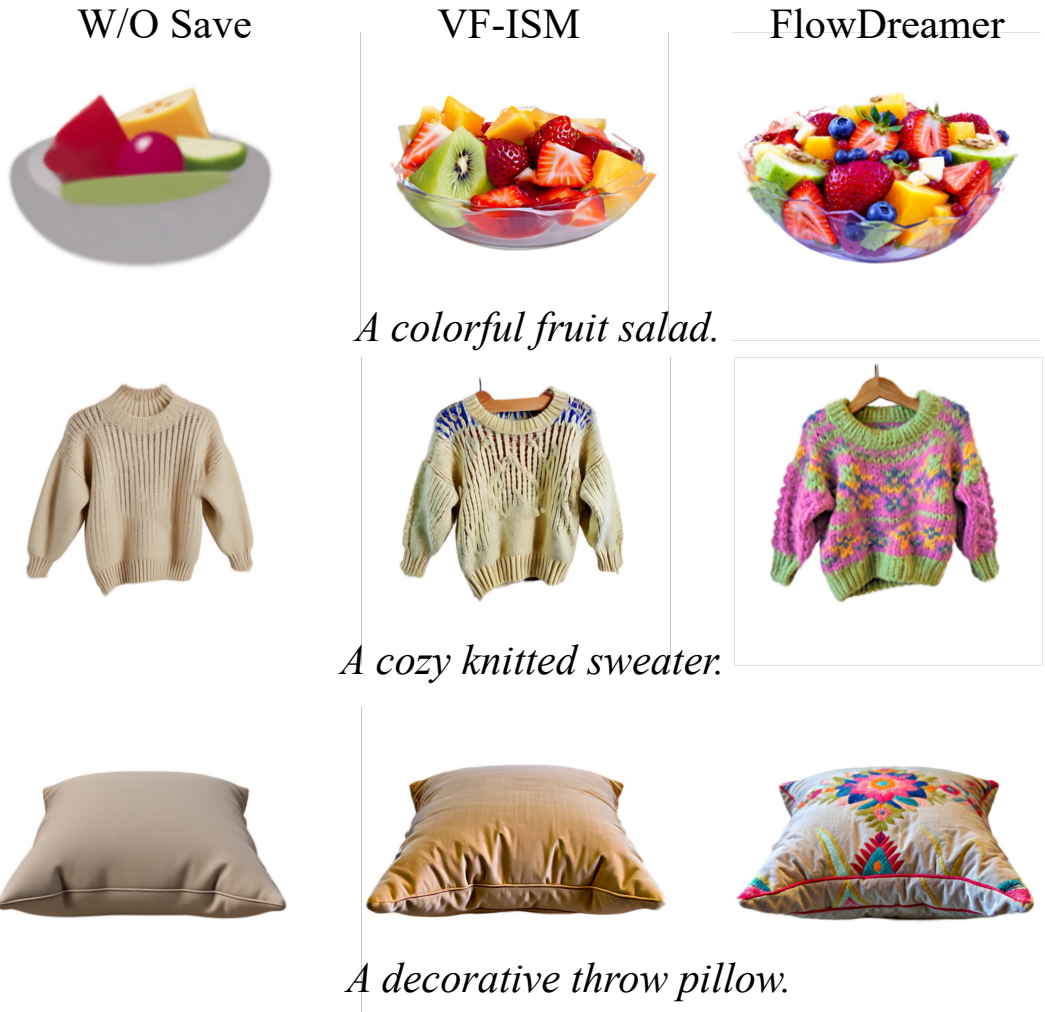 W/O Save VF-ISM FlowDreamer
A colorful fruit salad.
A cozy knitted sweater.
A decorative throw pillow.